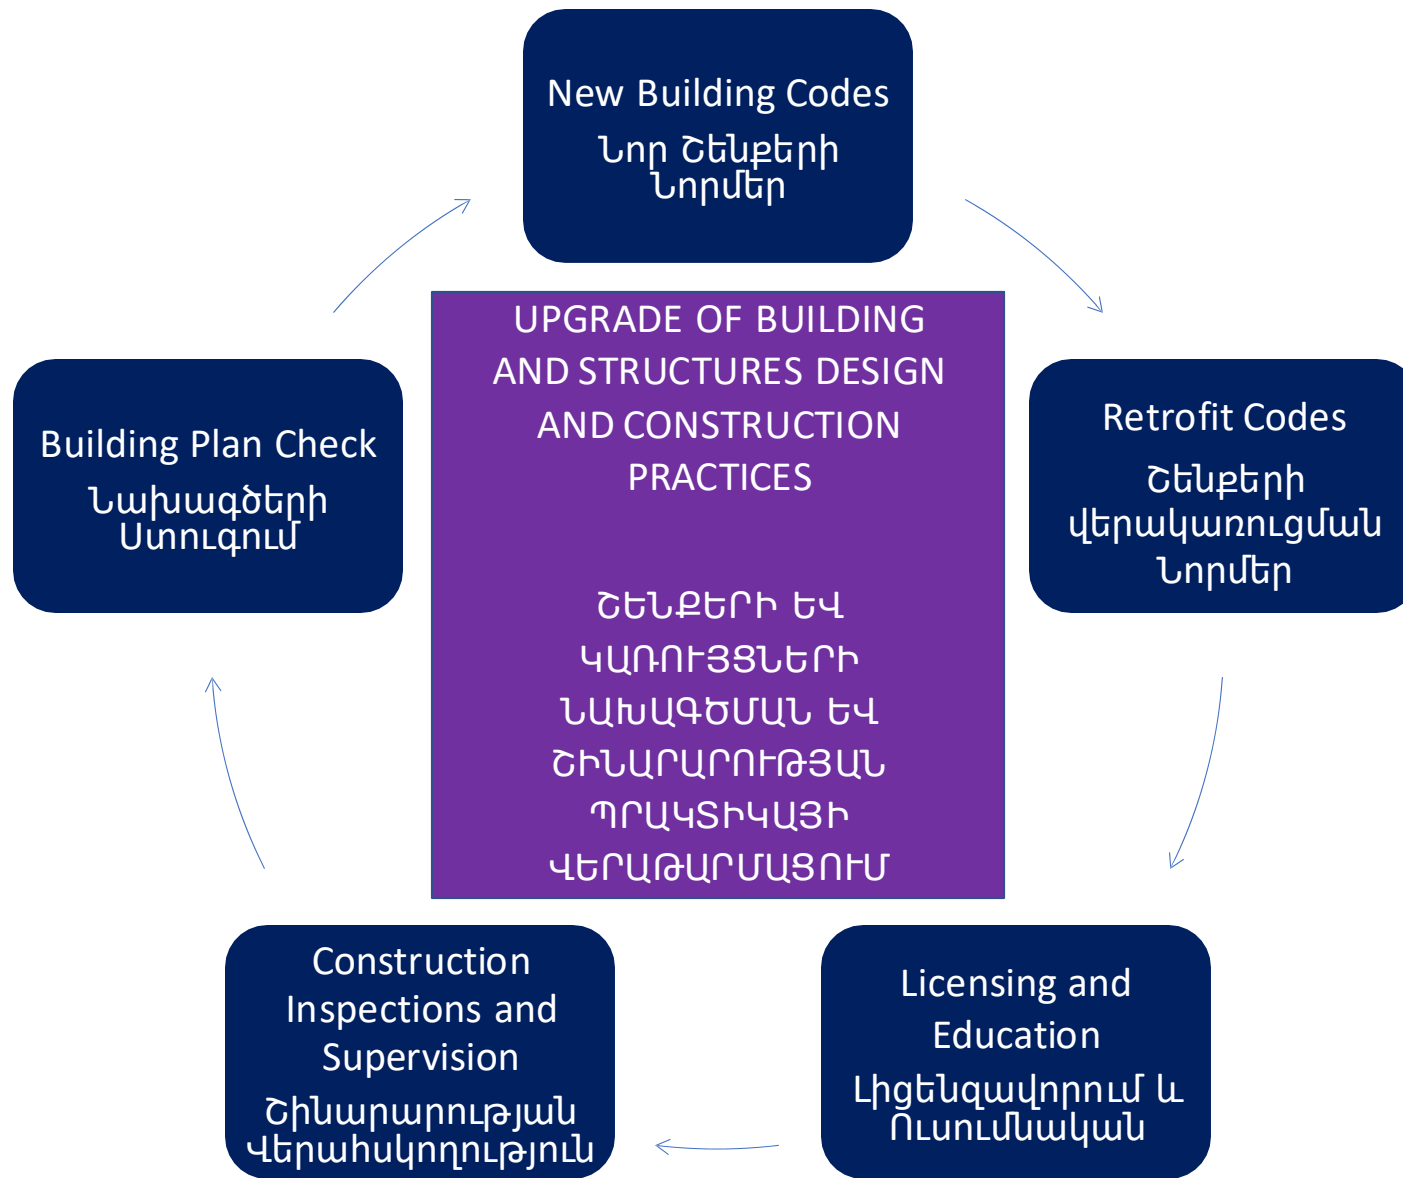 New Building Codes
Նոր Շենքերի
Նորմեր
UPGRADE OF BUILDING
AND STRUCTURES DESIGN
AND CONSTRUCTION
PRACTICES
ՇԵՆՔԵՐԻ ԵՎ
ԿԱՌՈՒՅՑՆԵՐԻ
ՆԱԽԱԳԾՄԱՆ ԵՎ
ՇԻՆԱՐԱՐՈՒԹՅԱՆ
ՊՐԱԿՏԻԿԱՅԻ
ՎԵՐԱԹԱՐՄԱՑՈՒՄ
Retrofit Codes
Շենքերի
վերակառուցման
Նորմեր
Licensing and
Education
Լիցենզավորում և
Ուսումնական
Construction
Inspections and
Supervision
Շինարարության
Վերահսկողություն
Building Plan Check
Նախագծերի
Ստուգում